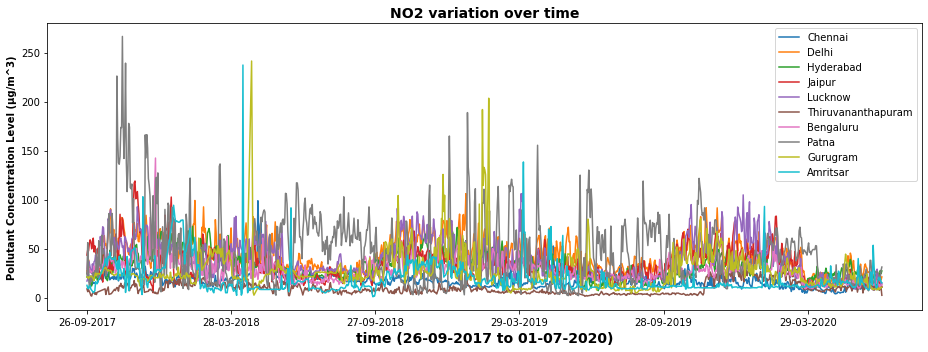 NO2 variation over time
Pollutant Concentration Level (µg/m^3)
250
200
150
100
50
0
Chennai
Delhi
Hyderabad
Jaipur
Lucknow
Thiruvananthapuram
Bengaluru
Patna
Gurugram
Amritsar
26-09-2017
28-03-2018
27-09-2018
29-03-2019
28-09-2019
29-03-2020
time (26-09-2017 to 01-07-2020)